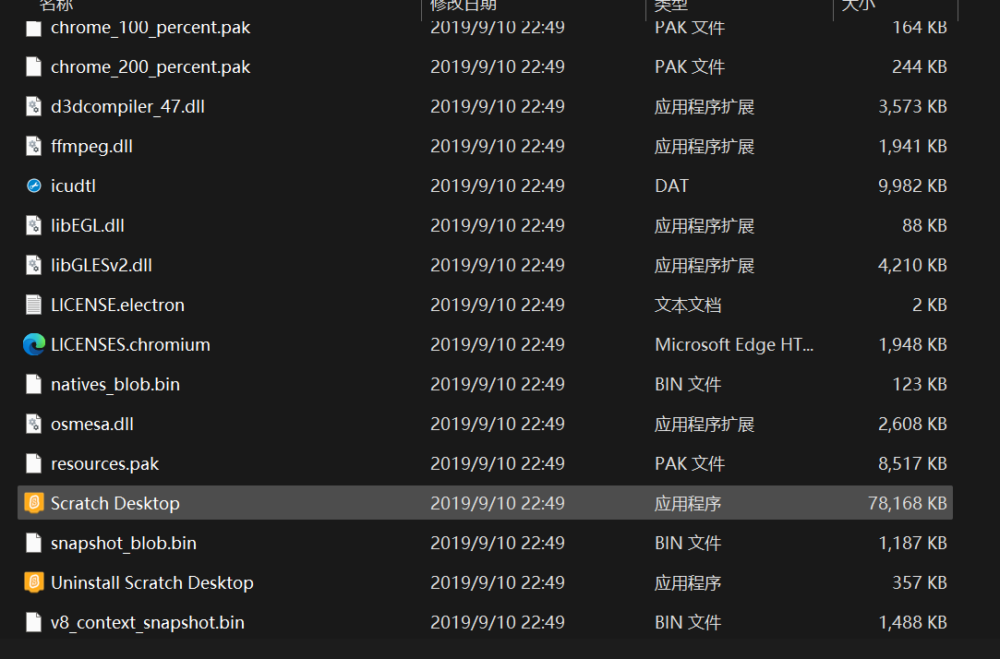 名称 修改日期 类型 大小
chrome_100_percent.pak 2019/9/10 22:49 PAK 文件 164 KB
chrome_200_percent.pak 2019/9/10 22:49 PAK 文件 244 KB
d3dcompiler_47.dll 2019/9/10 22:49 应用程序扩展 3,573 KB
ffmpeg.dll 2019/9/10 22:49 应用程序扩展 1,941 KB
icudtl 2019/9/10 22:49 DAT 9,982 KB
libEGL.dll 2019/9/10 22:49 应用程序扩展 88 KB
libGLESv2.dll 2019/9/10 22:49 应用程序扩展 4,210 KB
LICENSE.electron 2019/9/10 22:49 文本文档 2 KB
LICENSES.chromium 2019/9/10 22:49 Microsoft Edge HT... 1,948 KB
natives_blob.bin 2019/9/10 22:49 BIN 文件 123 KB
osmesa.dll 2019/9/10 22:49 应用程序扩展 2,608 KB
resources.pak 2019/9/10 22:49 PAK 文件 8,517 KB
Scratch Desktop 2019/9/10 22:49 应用程序 78,168 KB
snapshot_blob.bin 2019/9/10 22:49 BIN 文件 1,187 KB
Uninstall Scratch Desktop 2019/9/10 22:49 应用程序 357 KB
v8_context_snapshot.bin 2019/9/10 22:49 BIN 文件 1,488 KB